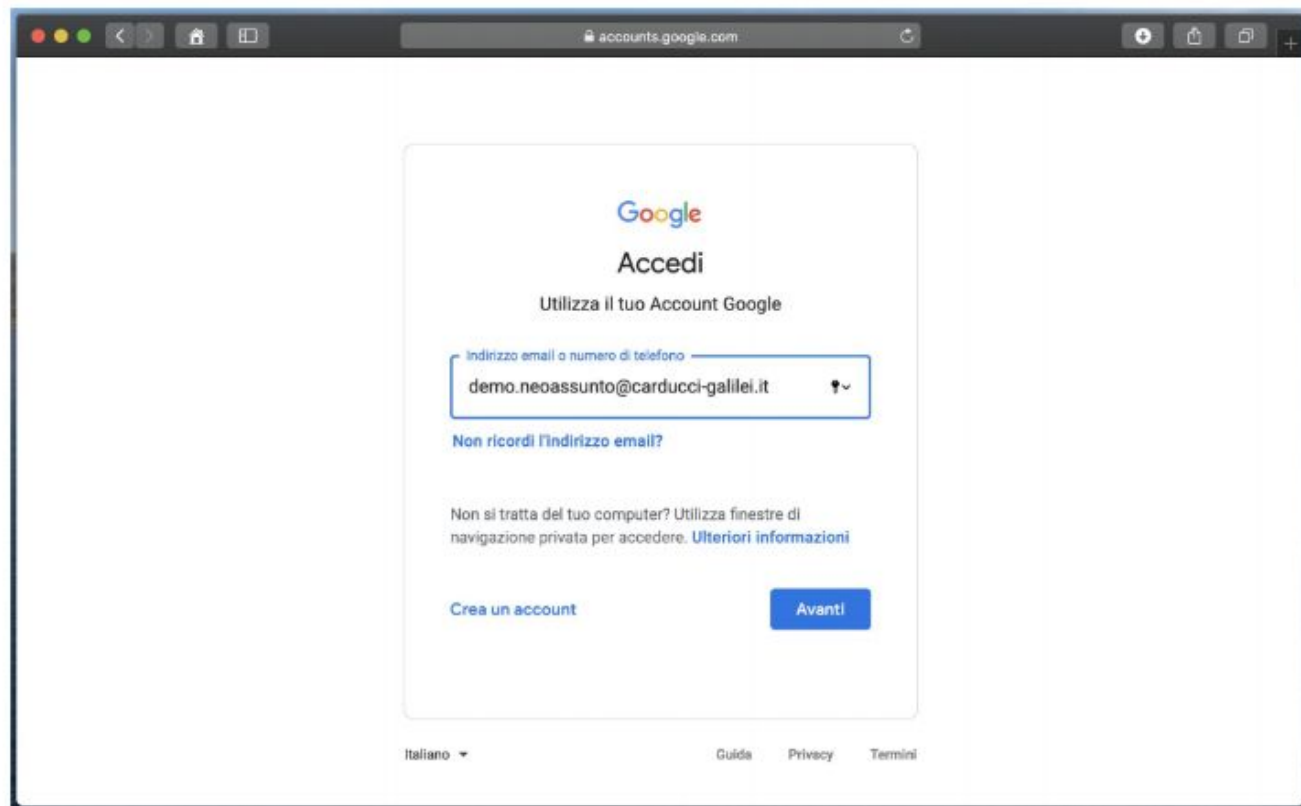 accounts.google.com
Google
Accedi
Utilizza il tuo Account Google
Indirizzo email o numero di telefono
demo.neoassunto@carducci-galilei.it
Non ricordi l'indirizzo email?
Non si tratta del tuo computer? Utilizza finestre di
navigazione privata per accedere. Ulteriori informazioni
Crea un account
Avanti
Italiano
Guida Privacy Termini